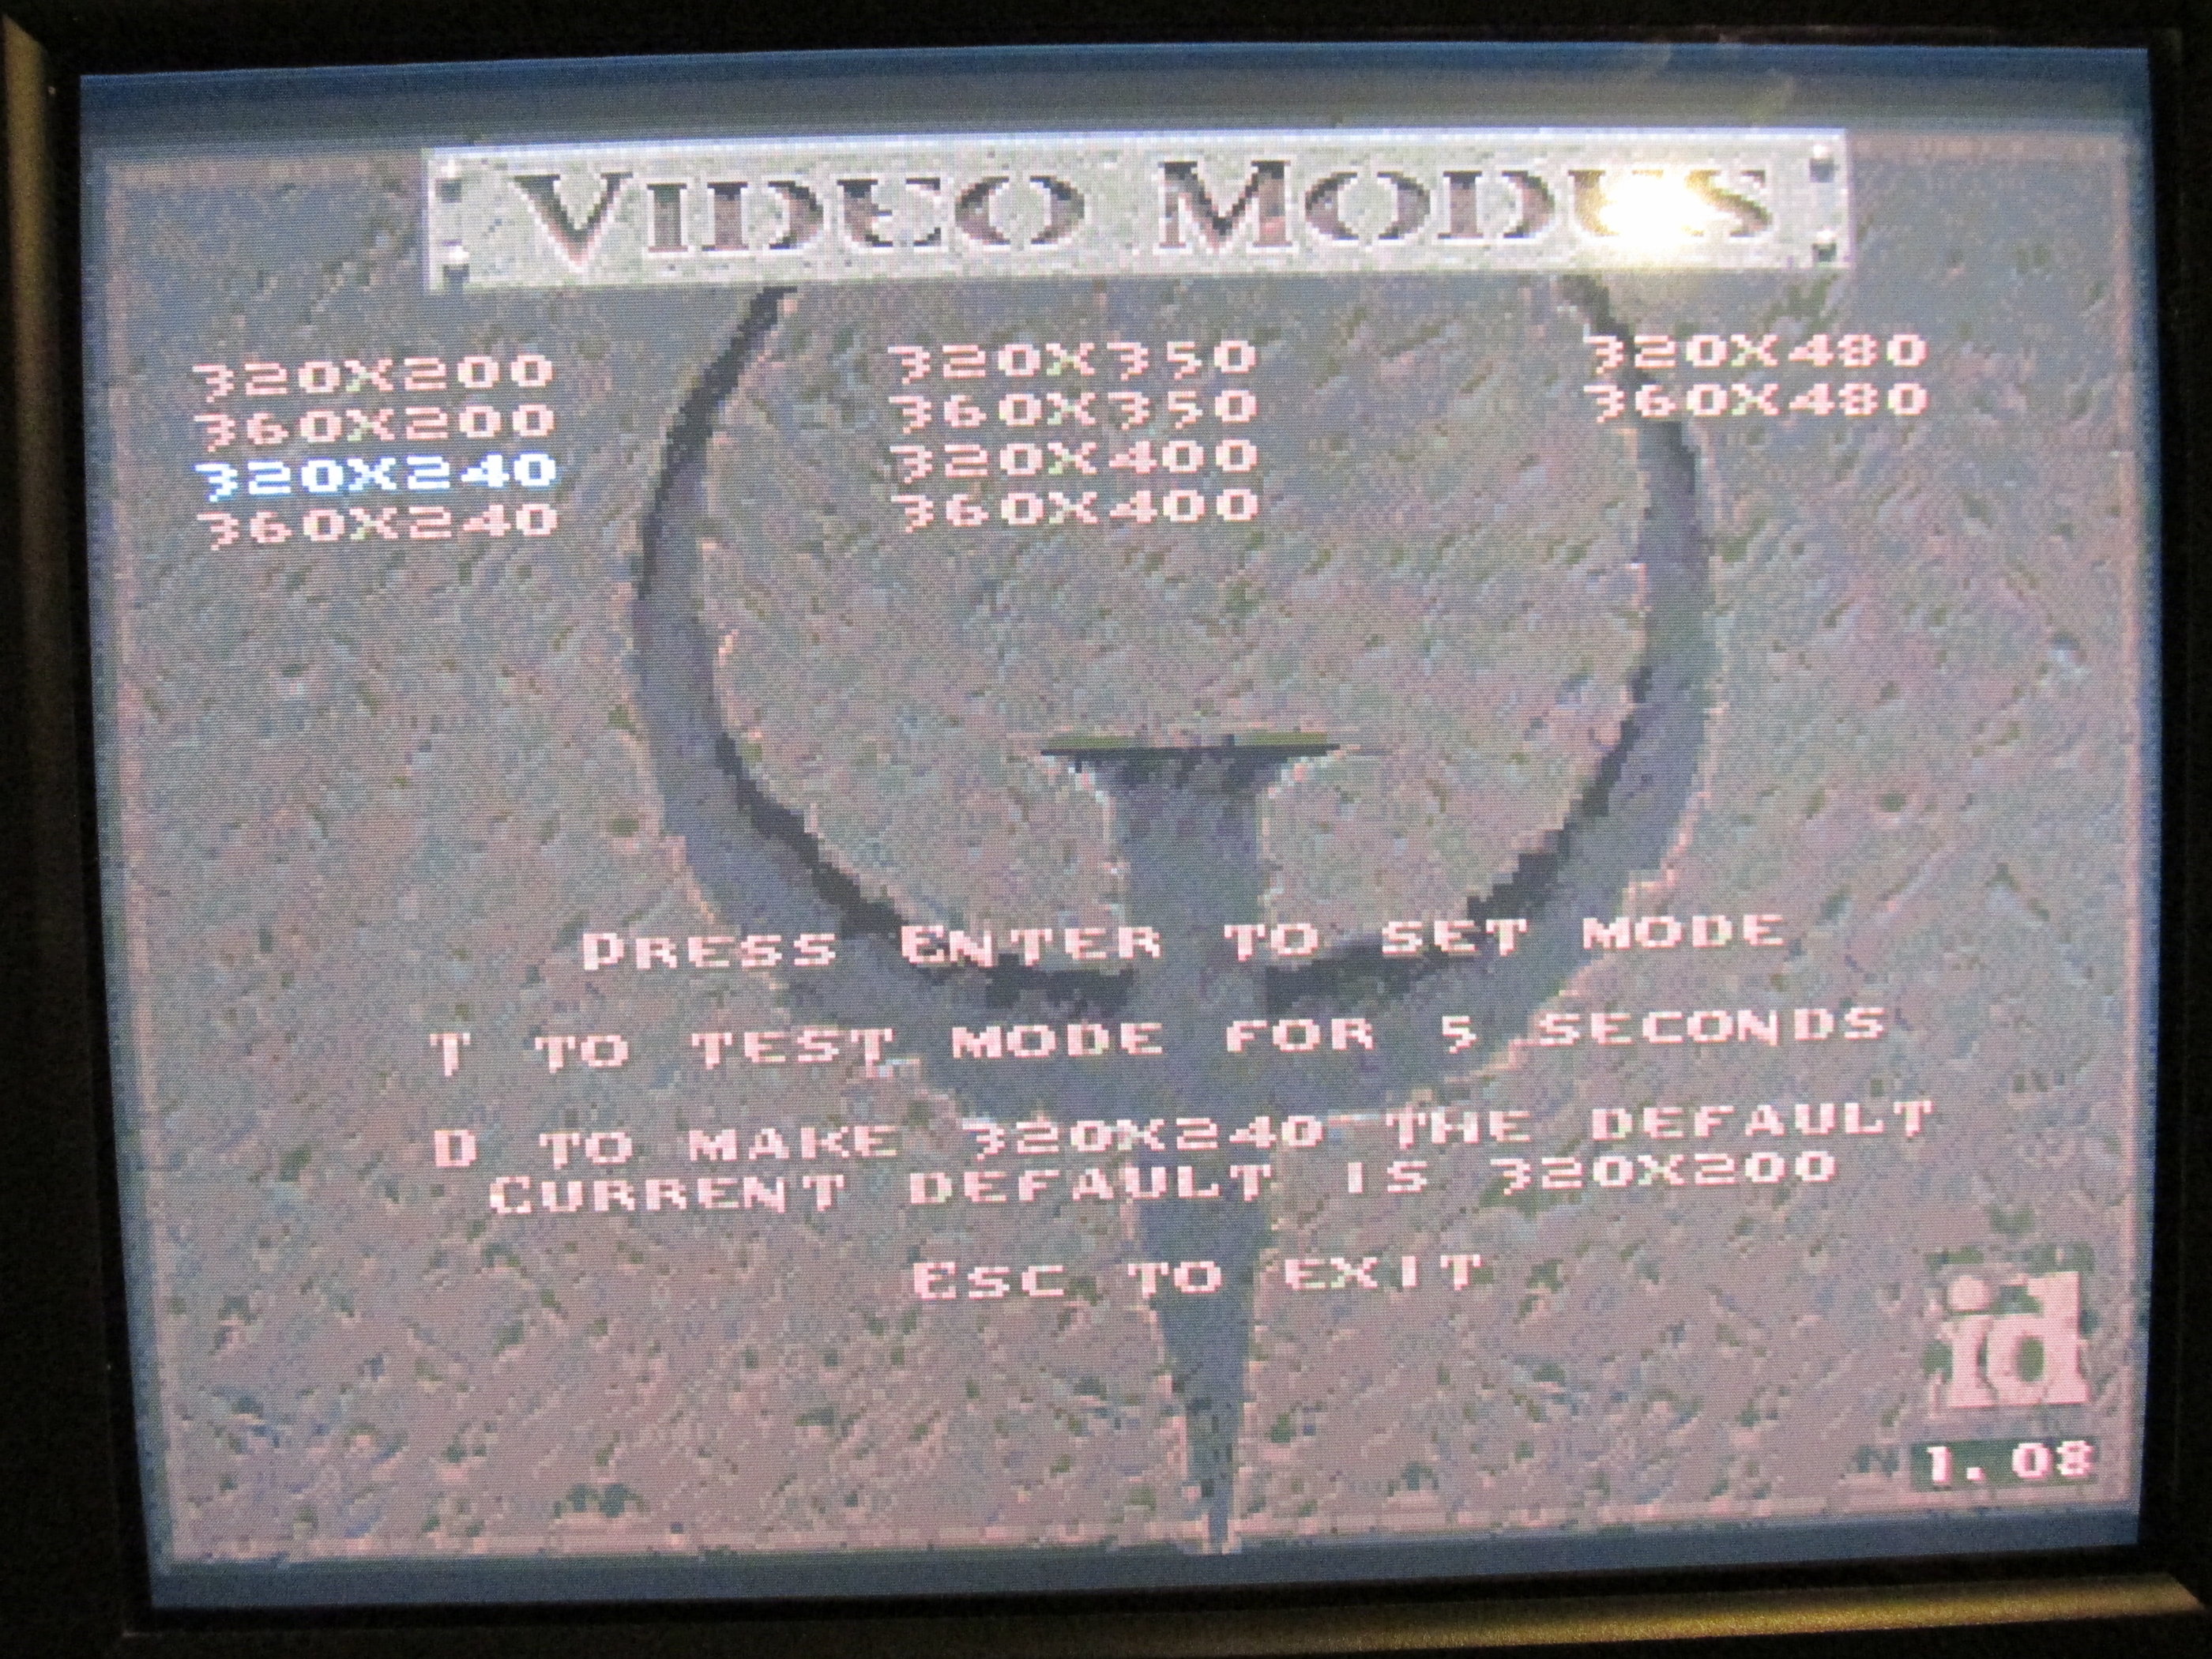 VIDEO MODES
320X200 320X350 320X480
360X200 360X350 360X480
320X240 320X400
360X240 360X400
PRESS ENTER TO SET MODE
T TO TEST MODE FOR 5 SECONDS
D TO MAKE 320X240 THE DEFAULT
CURRENT DEFAULT IS 320X200
ESC TO EXIT
id
1.08